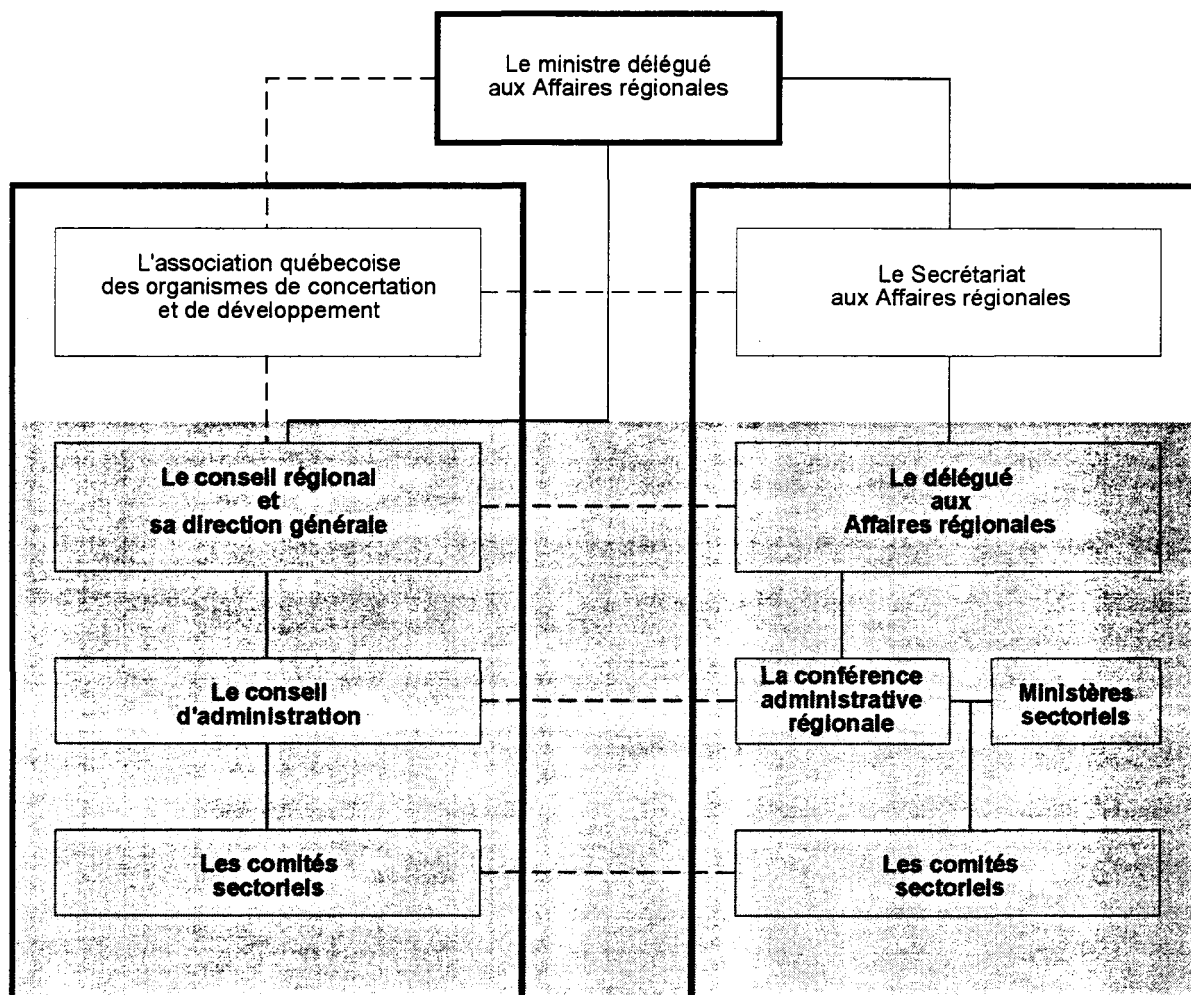 Le ministre délégué
aux Affaires régionales
L'association québecoise
des organismes de concertation
et de développement
Le Secrétariat
aux Affaires régionales
Le conseil régional
et
sa direction générale
Le délégué
aux
Affaires régionales
Le conseil
d'administration
La conférence
administrative
régionale
Ministères
sectoriels
Les comités
sectoriels
Les comités
sectoriels